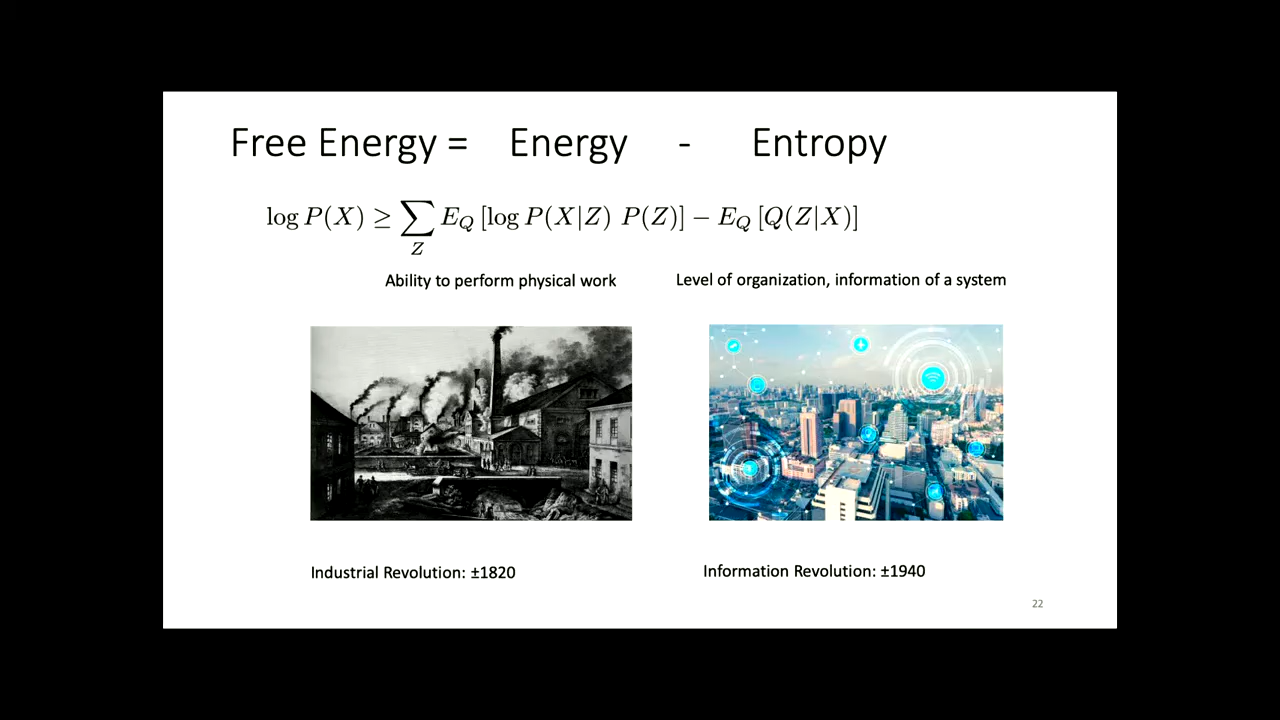 Free Energy = Energy - Entropy
log P(X) ≥ ∑_Z E_Q [log P(X|Z) P(Z)] − E_Q [Q(Z|X)]
Ability to perform physical work
Level of organization, information of a system
Industrial Revolution: ±1820
Information Revolution: ±1940
22